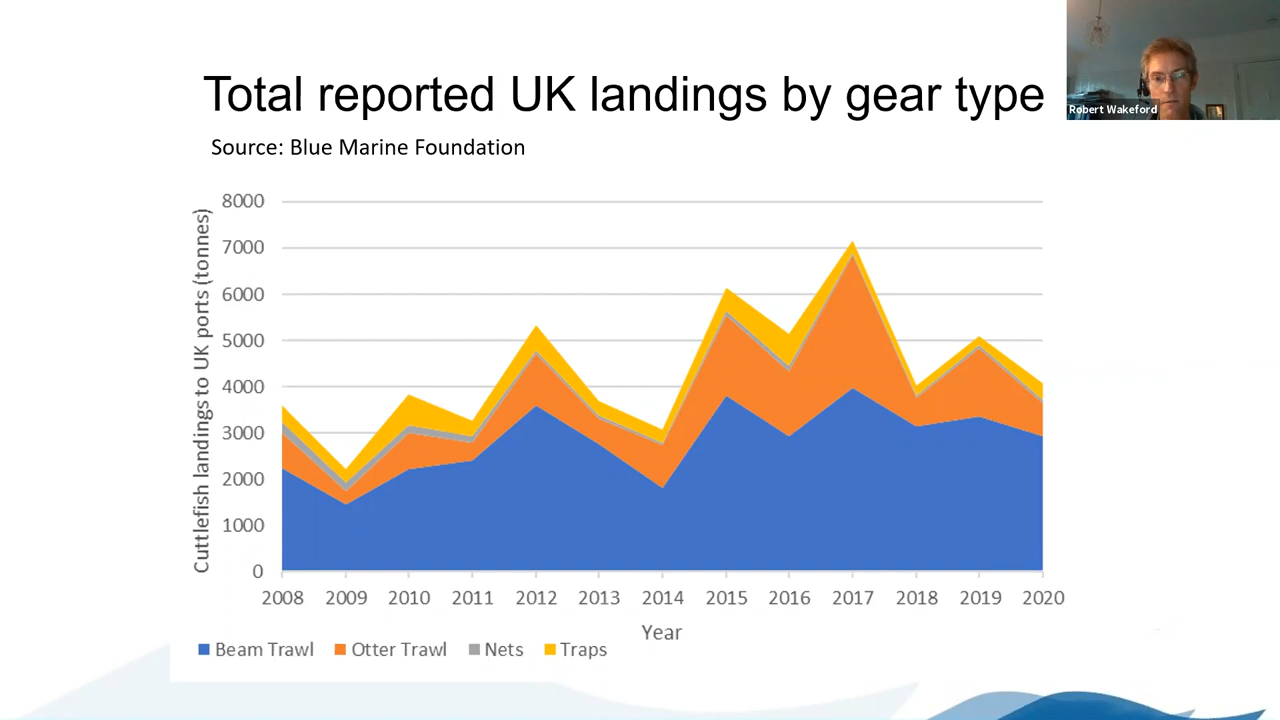 Total reported UK landings by gear type
Robert Wakeford
Source: Blue Marine Foundation
Cuttlefish landings to UK ports (tonnes)
8000
7000
6000
5000
4000
3000
2000
1000
0
2008 2009 2010 2011 2012 2013 2014 2015 2016 2017 2018 2019 2020
Year
Beam Trawl Otter Trawl Nets Traps